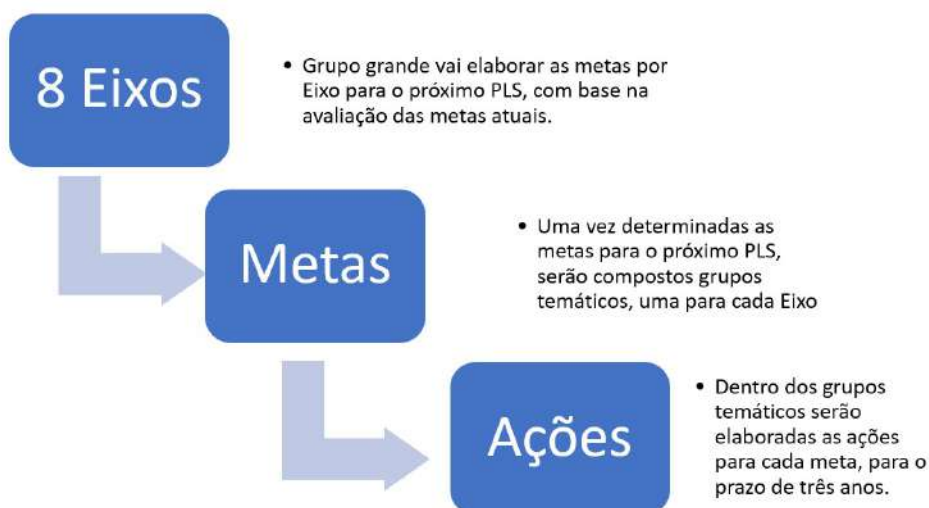 8 Eixos
• Grupo grande vai elaborar as metas por
Eixo para o próximo PLS, com base na
avaliação das metas atuais.
Metas
• Uma vez determinadas as
metas para o próximo PLS,
serão compostos grupos
temáticos, uma para cada Eixo
Ações
• Dentro dos grupos
temáticos serão
elaboradas as ações
para cada meta, para o
prazo de três anos.